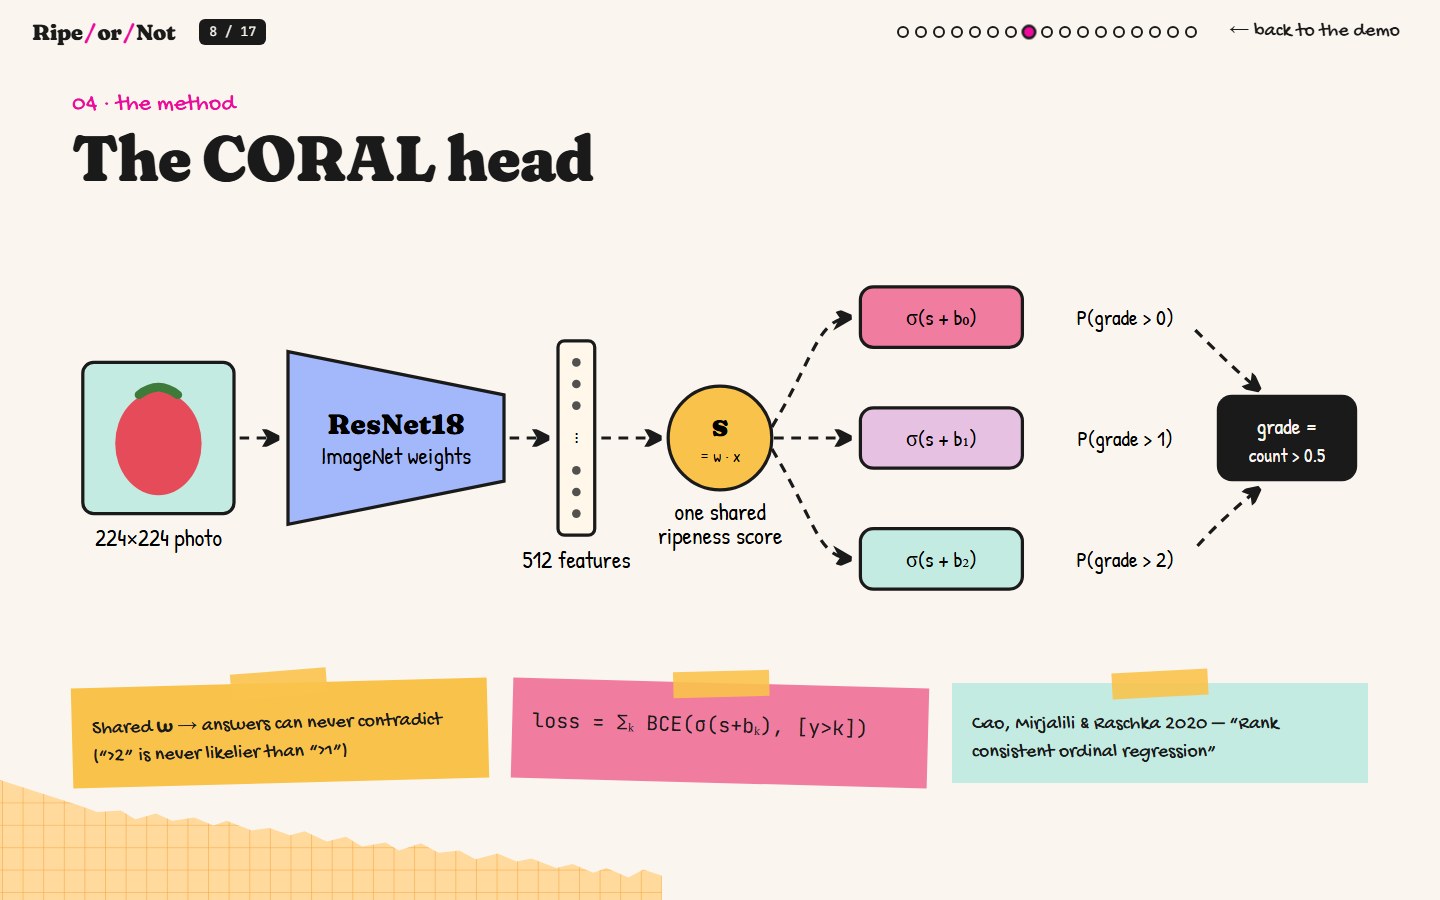 Ripe/or/Not
8 / 17
← back to the demo
04 · the method
The CORAL head
224×224 photo
ResNet18
ImageNet weights
512 features
s
= w · x
one shared
ripeness score
σ(s + b₀)
P(grade > 0)
σ(s + b₁)
P(grade > 1)
σ(s + b₂)
P(grade > 2)
grade =
count > 0.5
Shared w → answers can never contradict
(“>2” is never likelier than “>1”)
loss = Σₖ BCE(σ(s+bₖ), [y>k])
Cao, Mirjalili & Raschka 2020 — “Rank
consistent ordinal regression”